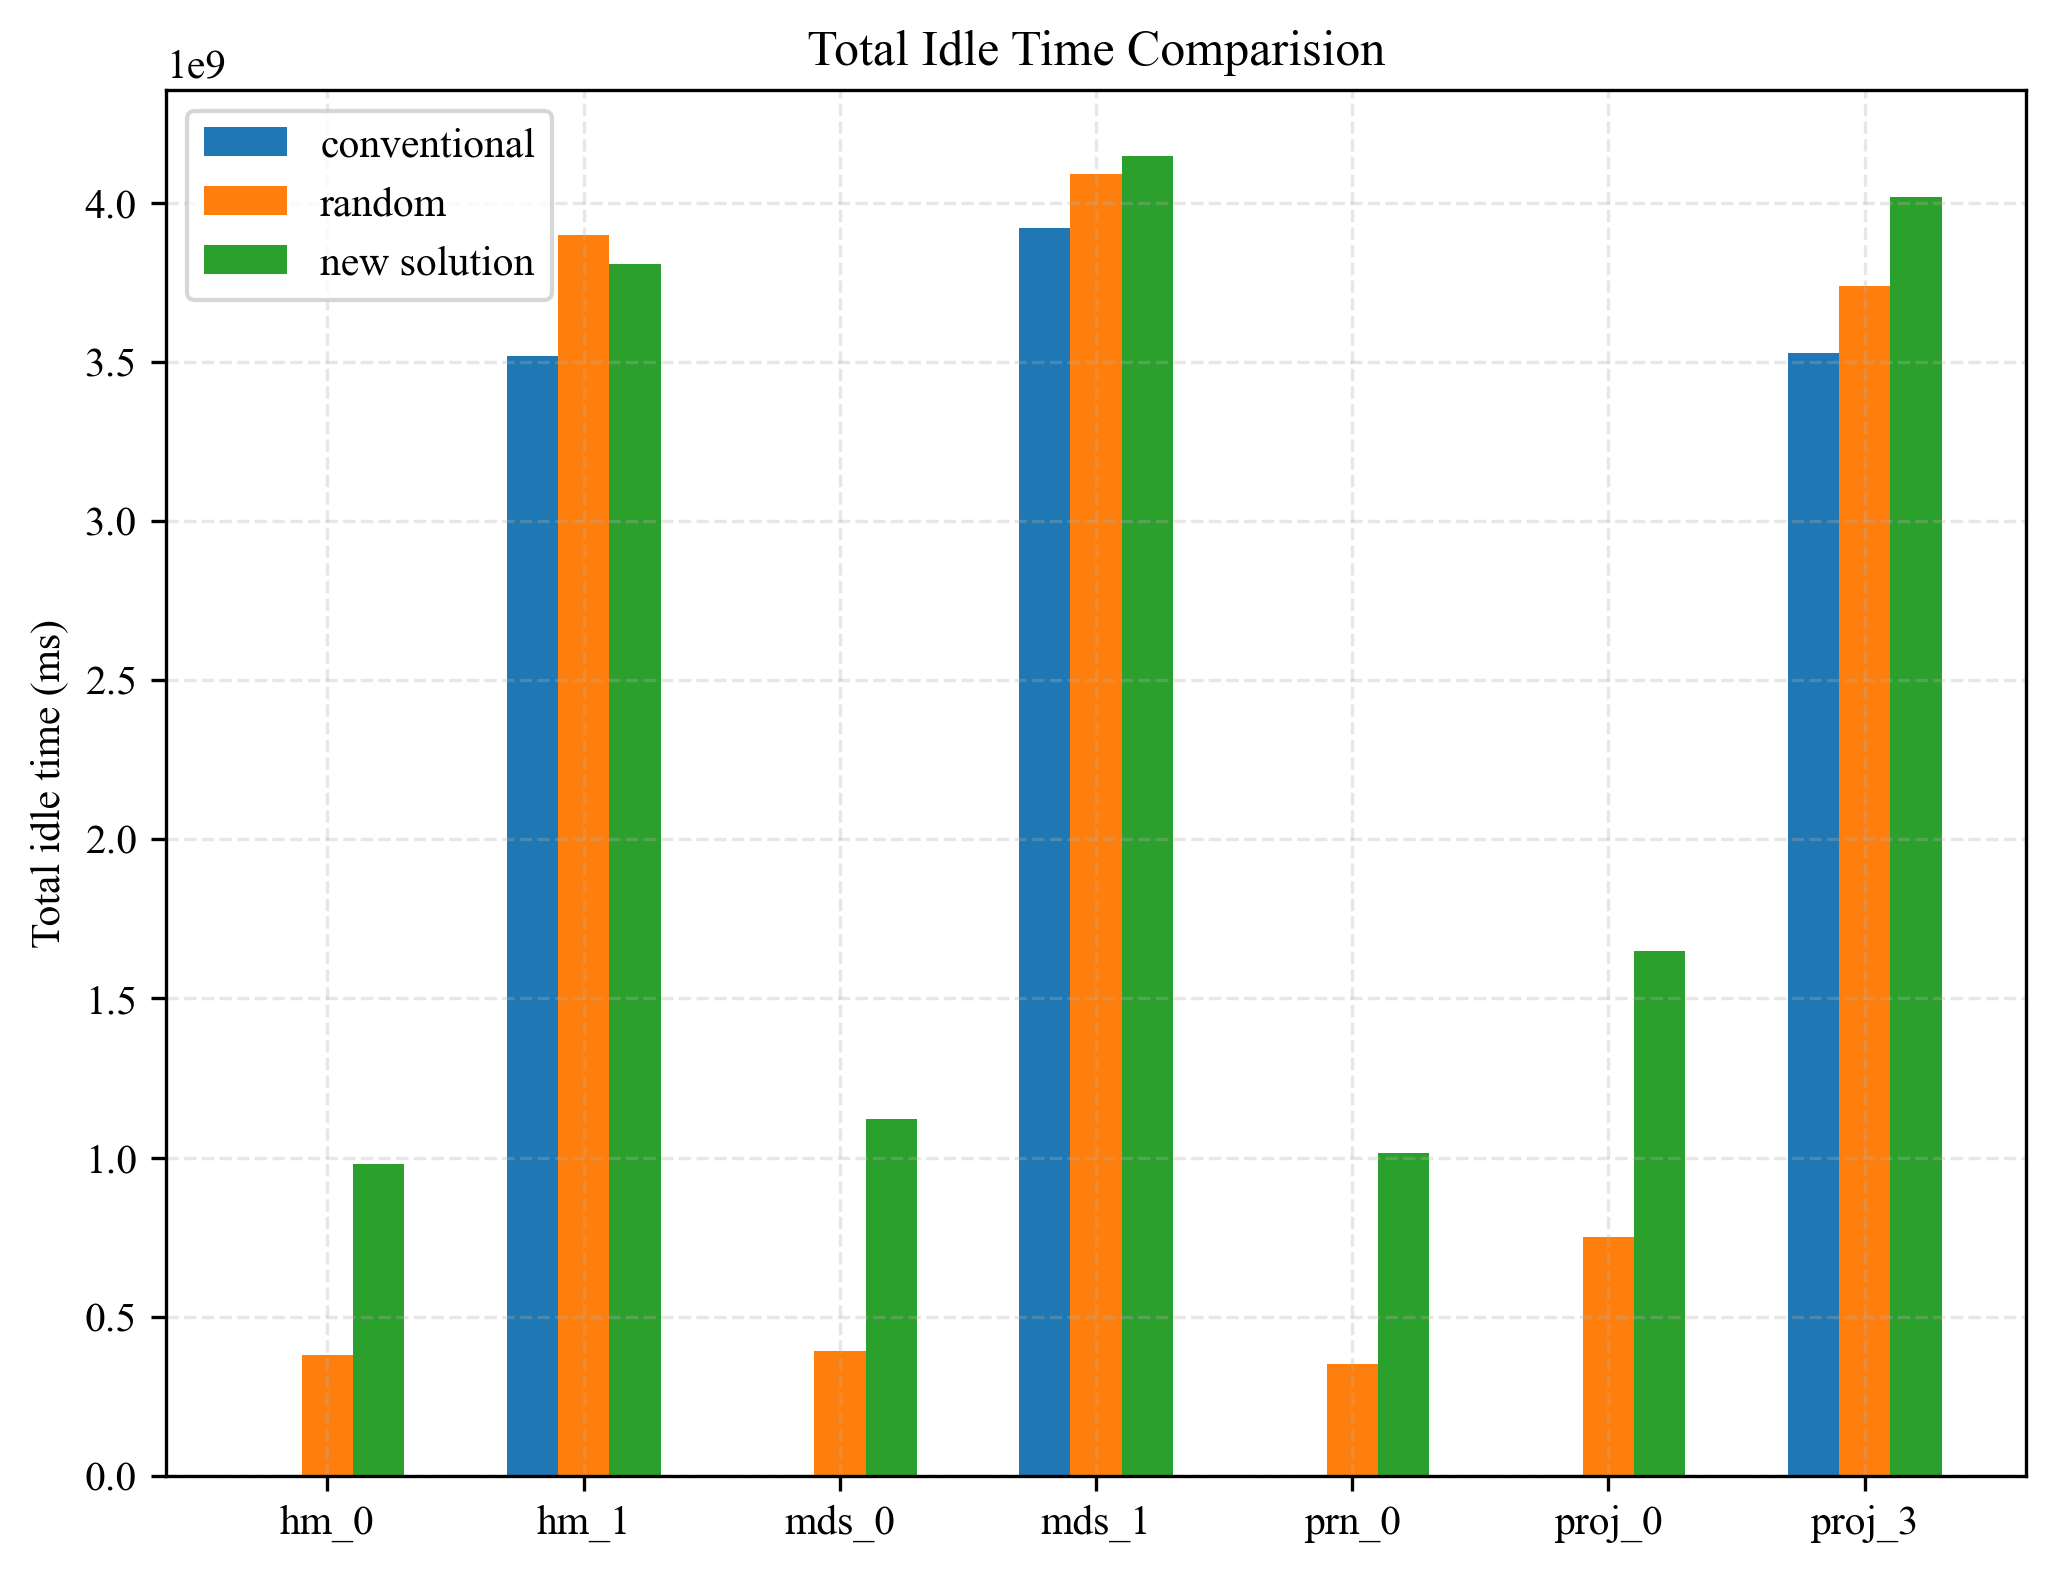 Total Idle Time Comparision
1e9
conventional
random
new solution
4.0
3.5
3.0
2.5
2.0
1.5
1.0
0.5
0.0
Total idle time (ms)
hm_0 hm_1 mds_0 mds_1 prn_0 proj_0 proj_3